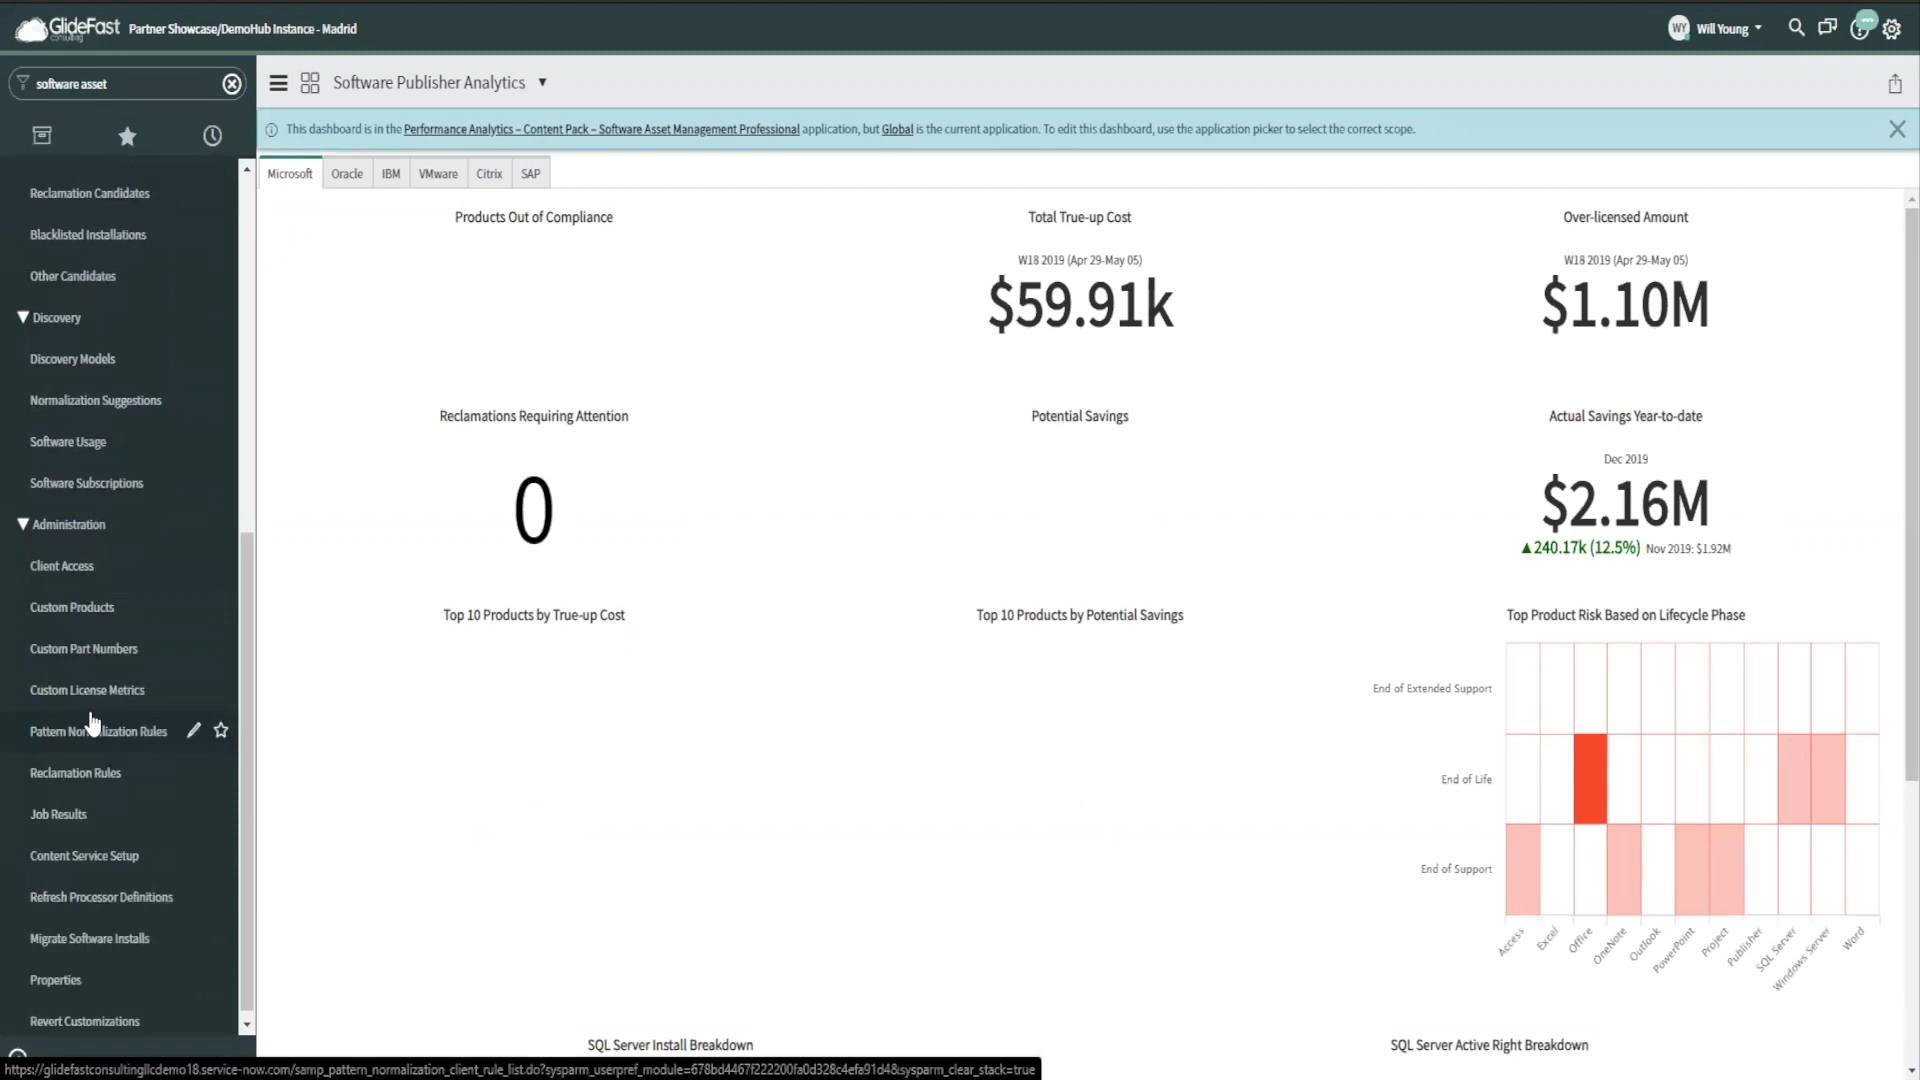 GlideFast
consulting
Partner Showcase/DemoHub Instance - Madrid
WY
Will Young
software asset
Software Publisher Analytics
This dashboard is in the Performance Analytics – Content Pack – Software Asset Management Professional application, but Global is the current application. To edit this dashboard, use the application picker to select the correct scope.
Microsoft
Oracle
IBM
VMware
Citrix
SAP
Reclamation Candidates
Blacklisted Installations
Other Candidates
Discovery
Discovery Models
Normalization Suggestions
Software Usage
Software Subscriptions
Administration
Client Access
Custom Products
Custom Part Numbers
Custom License Metrics
Pattern Normalization Rules
Reclamation Rules
Job Results
Content Service Setup
Refresh Processor Definitions
Migrate Software Installs
Properties
Revert Customizations
Products Out of Compliance
Total True-up Cost
W18 2019 (Apr 29-May 05)
$59.91k
Over-licensed Amount
W18 2019 (Apr 29-May 05)
$1.10M
Reclamations Requiring Attention
0
Potential Savings
Actual Savings Year-to-date
Dec 2019
$2.16M
▲240.17k (12.5%) Nov 2019: $1.92M
Top 10 Products by True-up Cost
Top 10 Products by Potential Savings
Top Product Risk Based on Lifecycle Phase
End of Extended Support
End of Life
End of Support
Access
Excel
Office
OneNote
Outlook
PowerPoint
Project
Publisher
SQL Server
Windows Server
Word
SQL Server Install Breakdown
SQL Server Active Right Breakdown
https://glidefastconsultingllcdemo18.service-now.com/samp_pattern_normalization_client_rule_list.do?sysparm_userpref_module=678bd4467f222200fa0d328c4efa91d4&sysparm_clear_stack=true